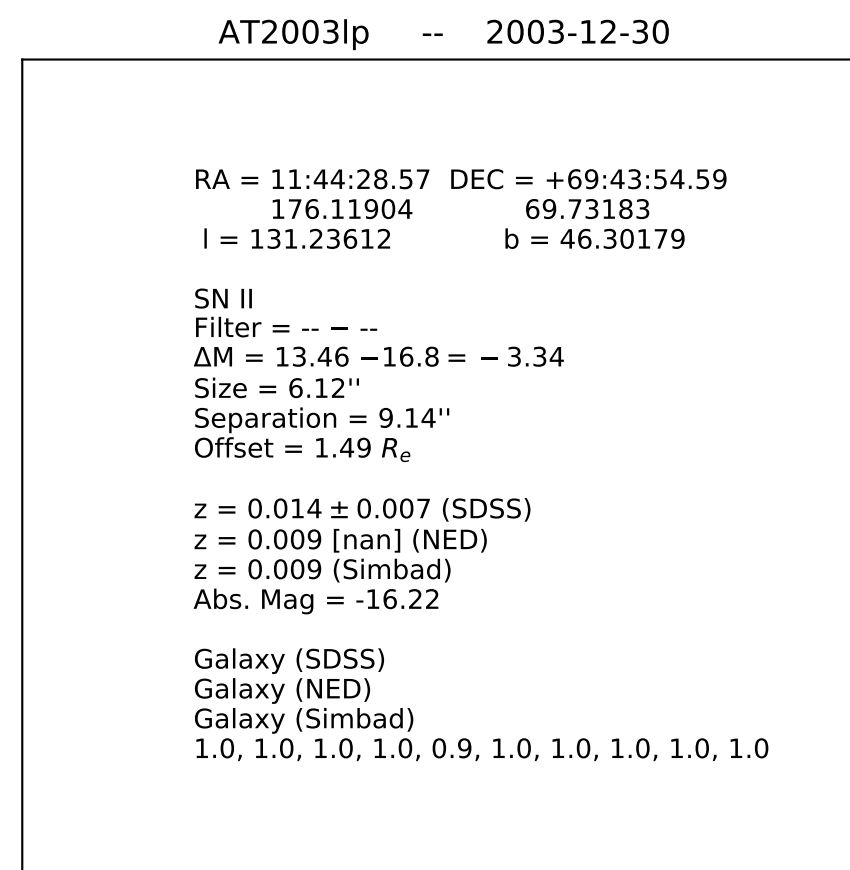 AT2003lp -- 2003-12-30
RA = 11:44:28.57 DEC = +69:43:54.59
176.11904 69.73183
l = 131.23612 b = 46.30179
SN II
Filter = -- − --
ΔM = 13.46 −16.8 = − 3.34
Size = 6.12''
Separation = 9.14''
Offset = 1.49 Rₑ
z = 0.014 ± 0.007 (SDSS)
z = 0.009 [nan] (NED)
z = 0.009 (Simbad)
Abs. Mag = -16.22
Galaxy (SDSS)
Galaxy (NED)
Galaxy (Simbad)
1.0, 1.0, 1.0, 1.0, 0.9, 1.0, 1.0, 1.0, 1.0, 1.0